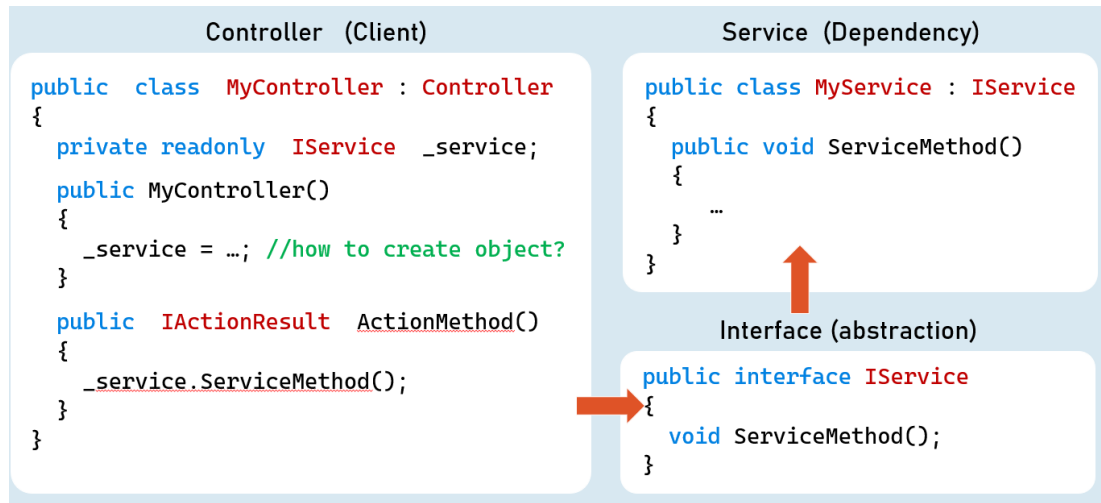 Controller (Client)
public class MyController : Controller
{
private readonly IService _service;
public MyController()
{
_service = …; //how to create object?
}
public IActionResult ActionMethod()
{
_service.ServiceMethod();
}
}
Service (Dependency)
public class MyService : IService
{
public void ServiceMethod()
{
…
}
}
Interface (abstraction)
public interface IService
{
void ServiceMethod();
}